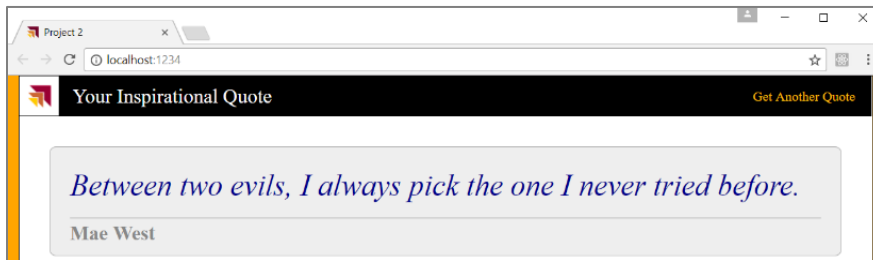 Project 2
localhost:1234
Your Inspirational Quote
Get Another Quote
Between two evils, I always pick the one I never tried before.
Mae West